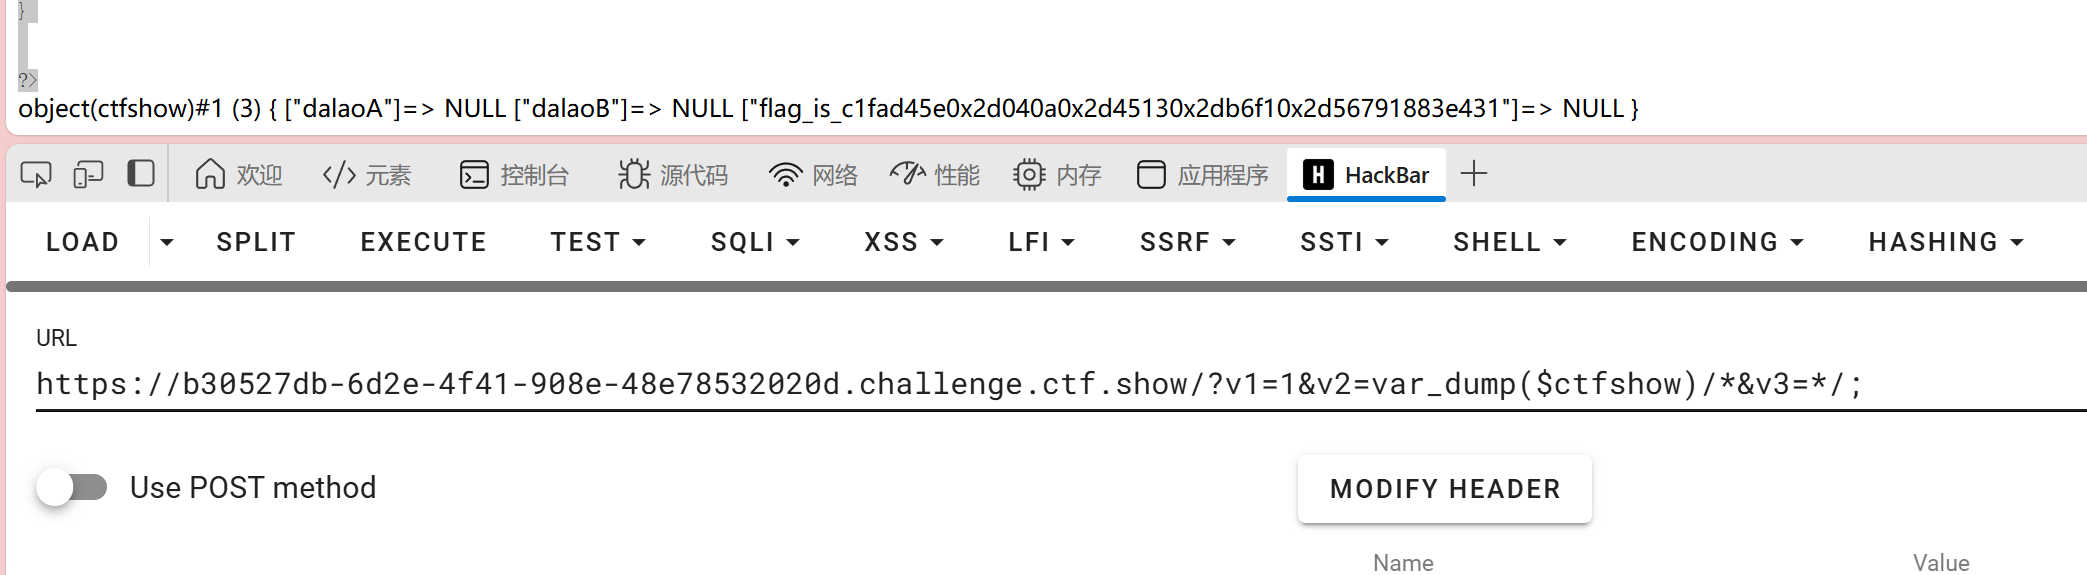 }
?>
object(ctfshow)#1 (3) { ["dalaoA"]=> NULL ["dalaoB"]=> NULL ["flag_is_c1fad45e0x2d040a0x2d45130x2db6f10x2d56791883e431"]=> NULL }
欢迎 </> 元素 控制台 源代码 网络 性能 内存 应用程序 H HackBar +
LOAD SPLIT EXECUTE TEST SQLI XSS LFI SSRF SSTI SHELL ENCODING HASHING
URL
https://b30527db-6d2e-4f41-908e-48e78532020d.challenge.ctf.show/?v1=1&v2=var_dump($ctfshow)/*&v3=*/;
Use POST method MODIFY HEADER
Name Value